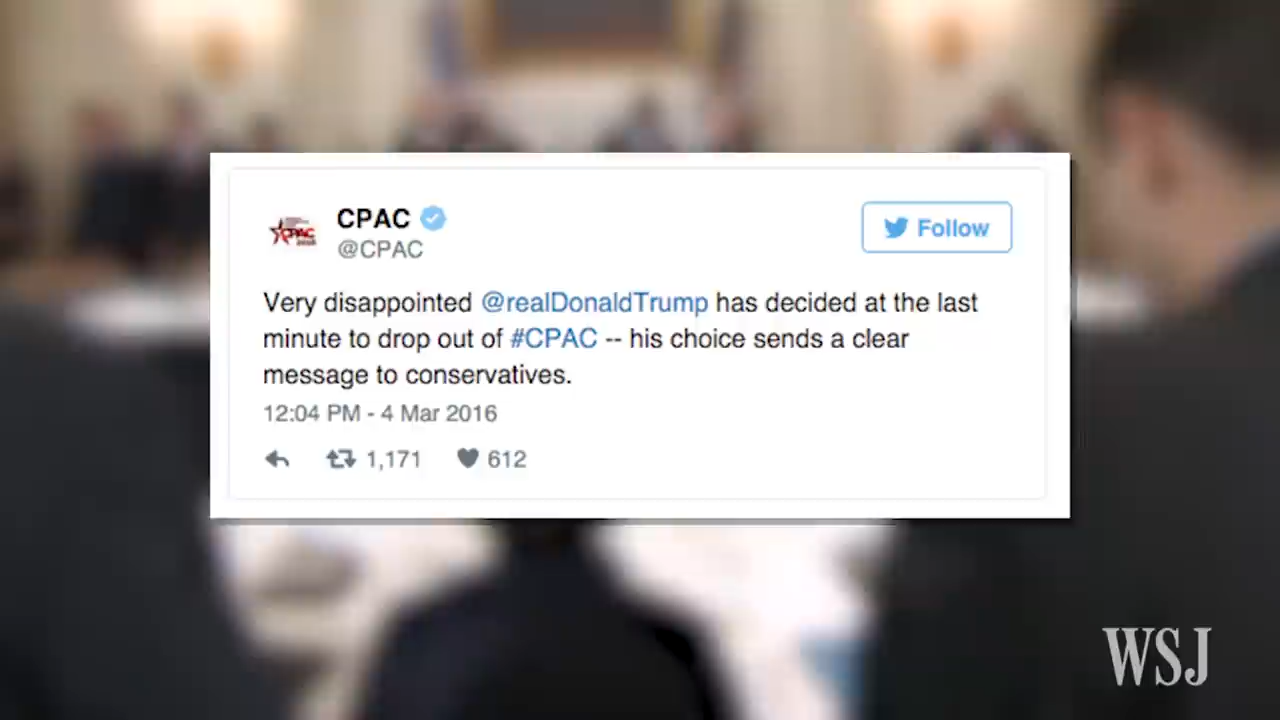 CPAC
@CPAC
Follow
Very disappointed @realDonaldTrump has decided at the last
minute to drop out of #CPAC -- his choice sends a clear
message to conservatives.
12:04 PM - 4 Mar 2016
1,171 612
WSJ